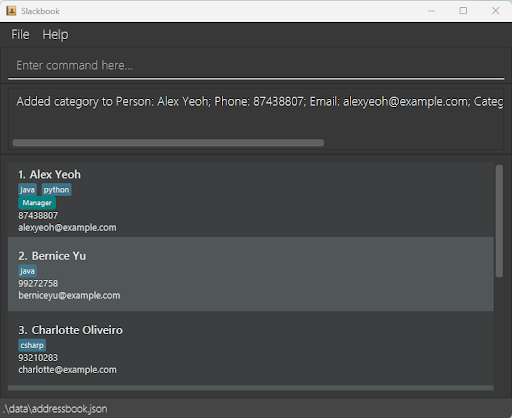 Slackbook
File Help
Enter command here...
Added category to Person: Alex Yeoh; Phone: 87438807; Email: alexyeoh@example.com; Categ
1. Alex Yeoh
java python
Manager
87438807
alexyeoh@example.com
2. Bernice Yu
java
99272758
berniceyu@example.com
3. Charlotte Oliveiro
csharp
93210283
charlotte@example.com
.\data\addressbook.json